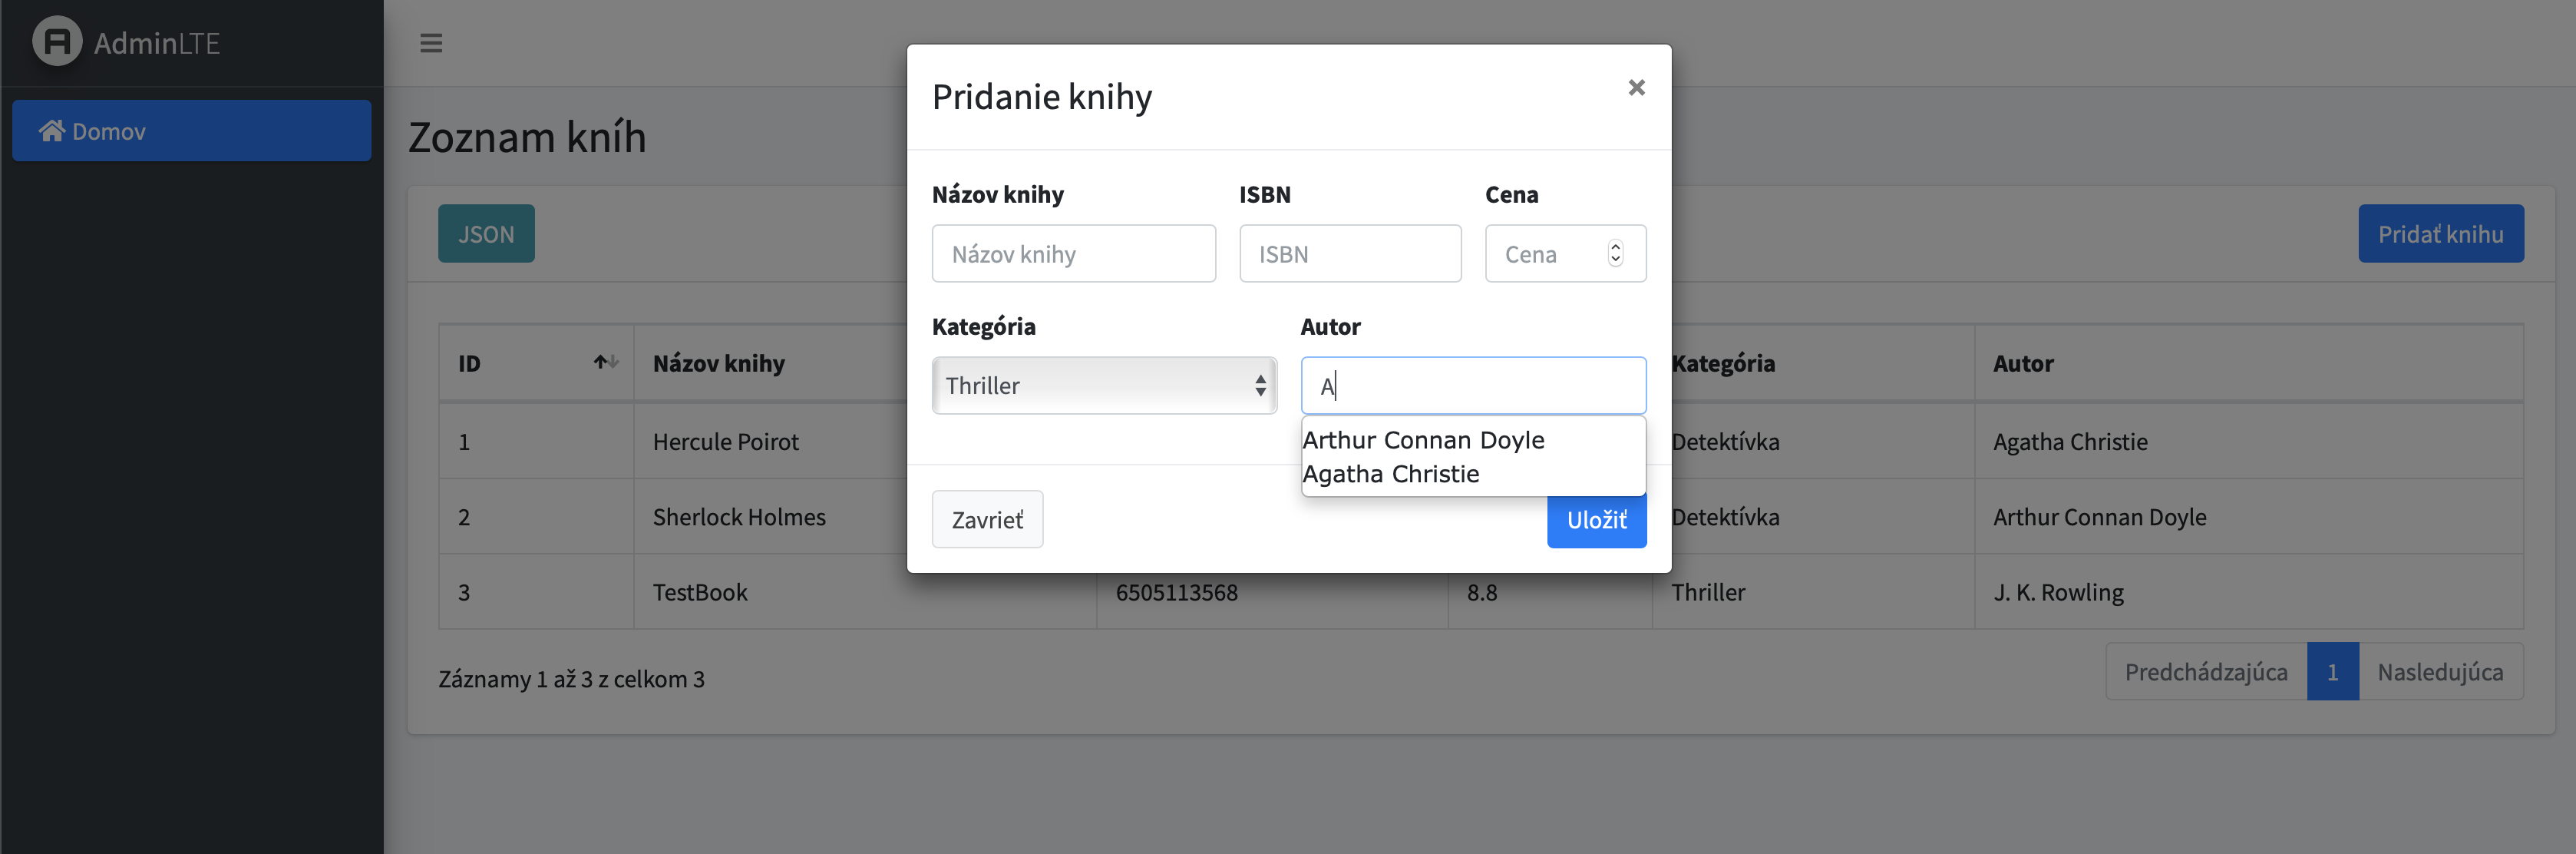 AdminLTE
Domov
Zoznam kníh
JSON
Pridať knihu
ID Názov knihy Kategória Autor
1 Hercule Poirot Detektívka Agatha Christie
2 Sherlock Holmes Detektívka Arthur Connan Doyle
3 TestBook 6505113568 8.8 Thriller J. K. Rowling
Záznamy 1 až 3 z celkom 3
Predchádzajúca 1 Nasledujúca
Pridanie knihy ×
Názov knihy ISBN Cena
Názov knihy ISBN Cena
Kategória Autor
Thriller A
Arthur Connan Doyle
Agatha Christie
Zavrieť Uložiť